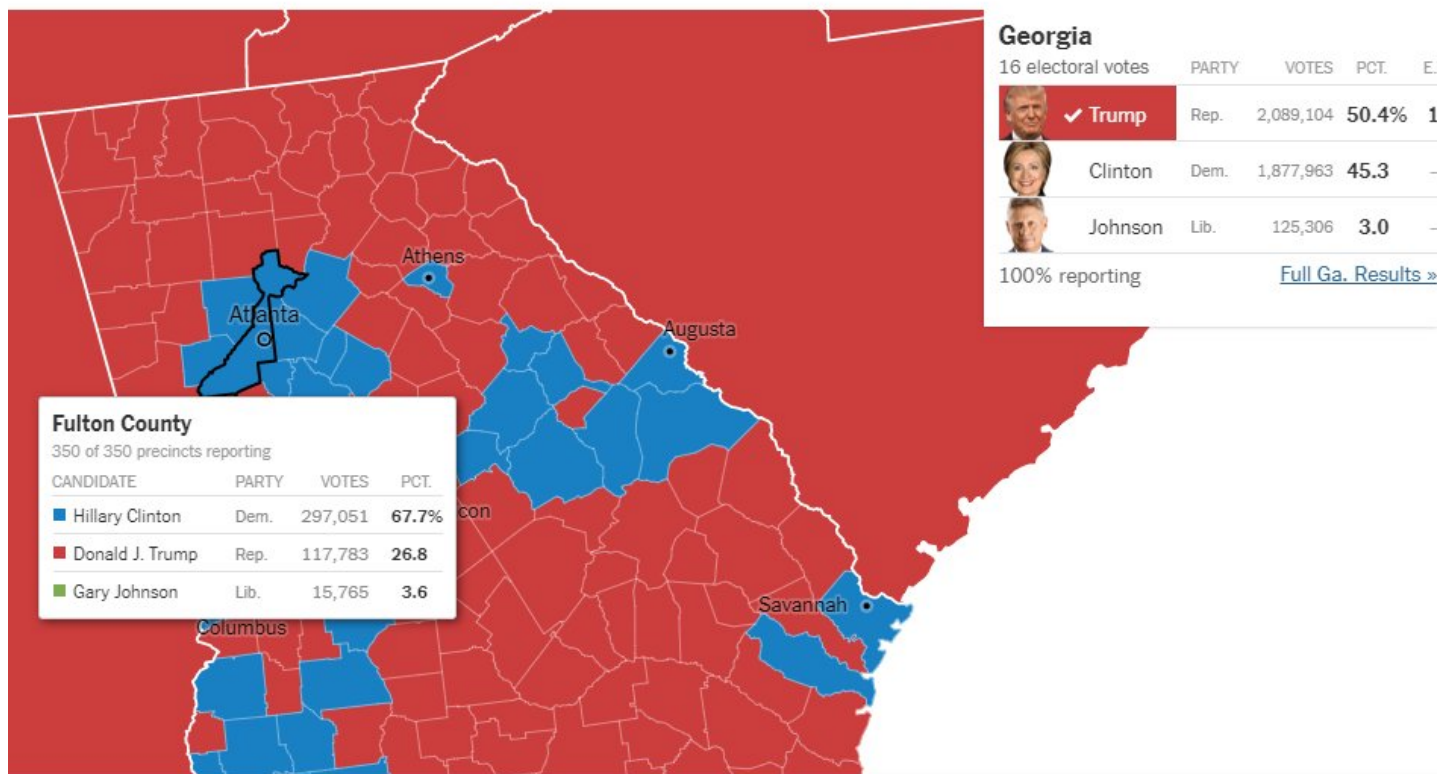 Georgia
16 electoral votes PARTY VOTES PCT. E.
✓ Trump Rep. 2,089,104 50.4% 1
Clinton Dem. 1,877,963 45.3 –
Johnson Lib. 125,306 3.0 –
100% reporting Full Ga. Results »
Athens
Atlanta
Augusta
Fulton County
350 of 350 precincts reporting
CANDIDATE PARTY VOTES PCT.
Hillary Clinton Dem. 297,051 67.7%
Donald J. Trump Rep. 117,783 26.8
Gary Johnson Lib. 15,765 3.6
con
Savannah
Columbus